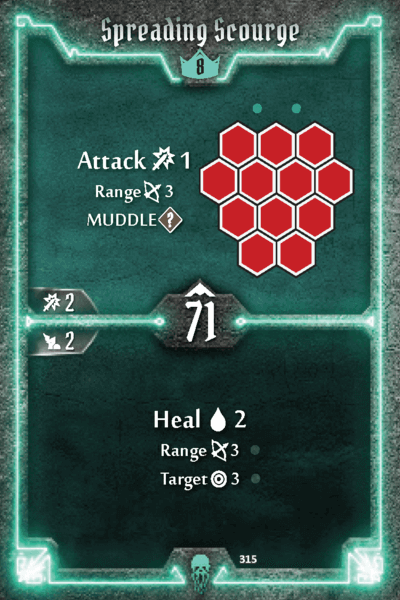 Spreading Scourge
8
Attack 1
Range 3
MUDDLE ?
2
71
2
Heal 2
Range 3
Target 3
315